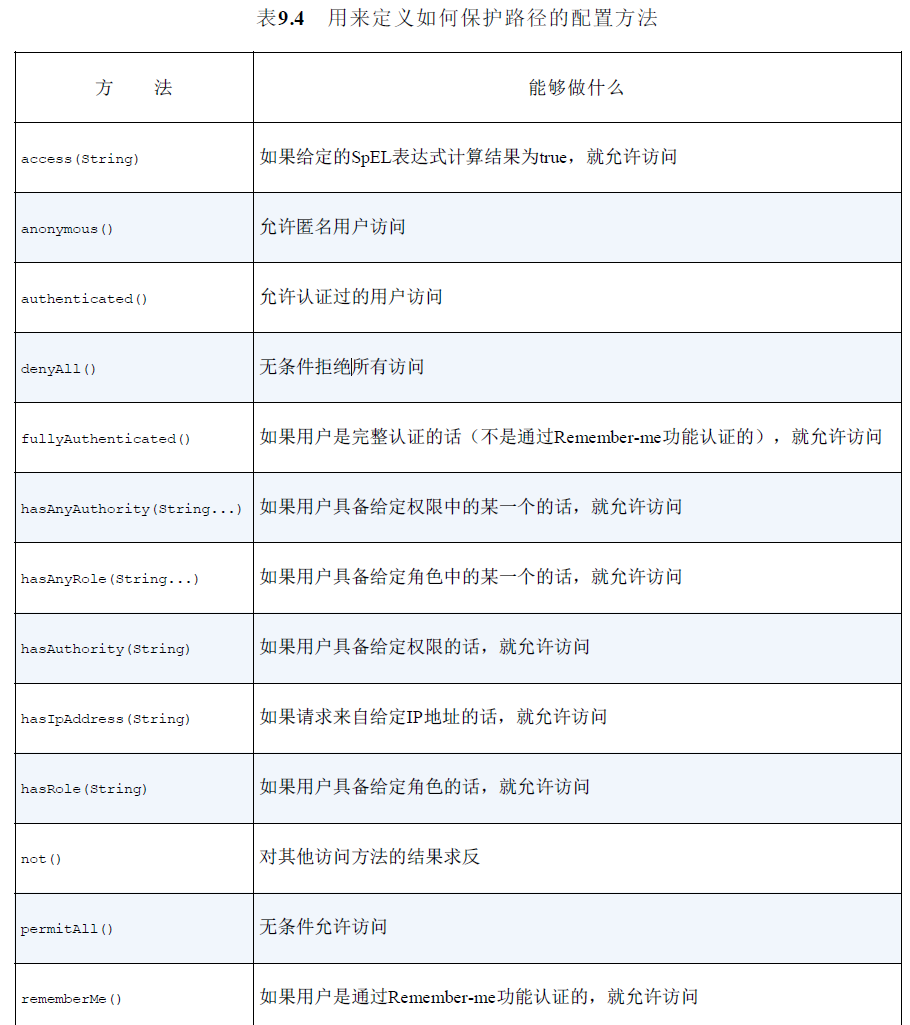 表9.4 用来定义如何保护路径的配置方法
方 法 能够做什么
access(String) 如果给定的SpEL表达式计算结果为true，就允许访问
anonymous() 允许匿名用户访问
authenticated() 允许认证过的用户访问
denyAll() 无条件拒绝所有访问
fullyAuthenticated() 如果用户是完整认证的话（不是通过Remember-me功能认证的），就允许访问
hasAnyAuthority(String...) 如果用户具备给定权限中的某一个的话，就允许访问
hasAnyRole(String...) 如果用户具备给定角色中的某一个的话，就允许访问
hasAuthority(String) 如果用户具备给定权限的话，就允许访问
hasIpAddress(String) 如果请求来自给定IP地址的话，就允许访问
hasRole(String) 如果用户具备给定角色的话，就允许访问
not() 对其他访问方法的结果求反
permitAll() 无条件允许访问
rememberMe() 如果用户是通过Remember-me功能认证的，就允许访问